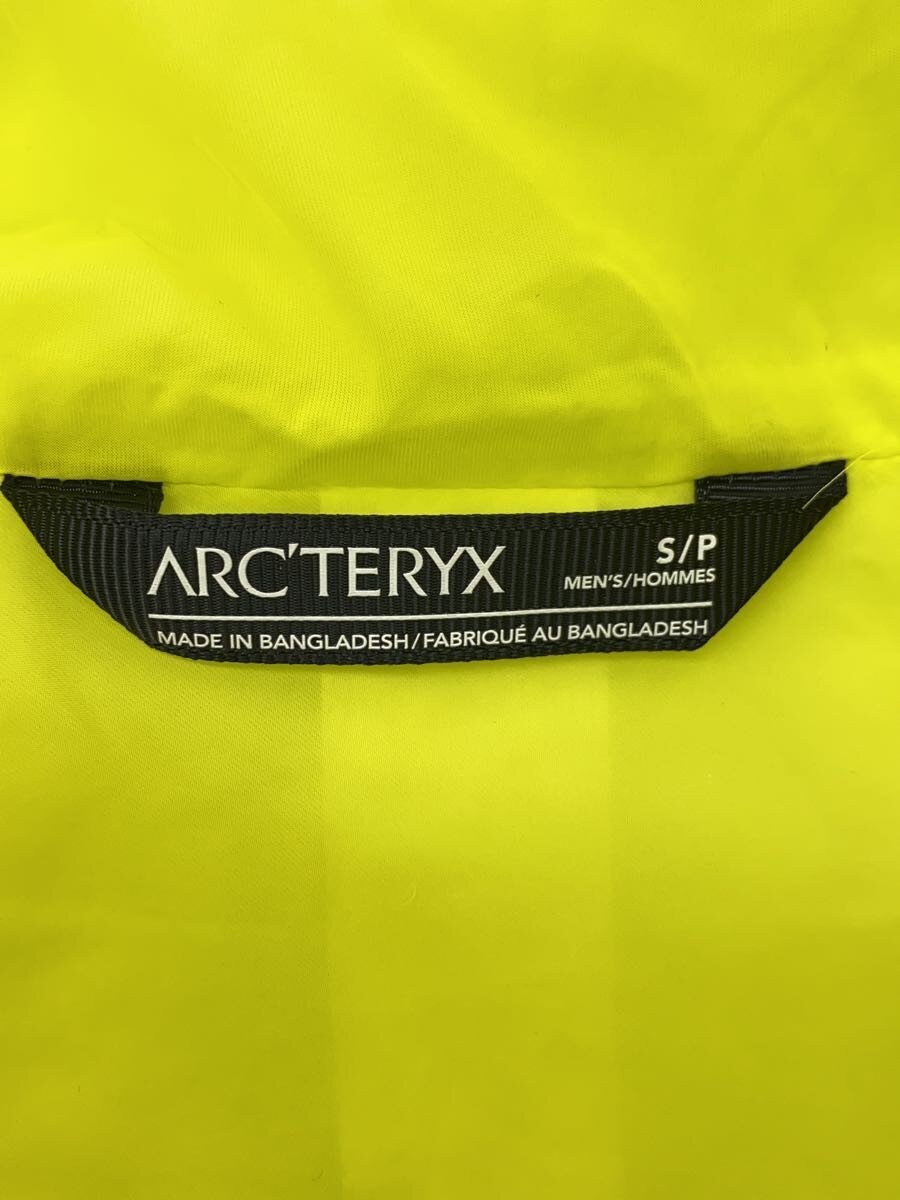 ARC'TERYX
S/P
MEN'S/HOMMES
MADE IN BANGLADESH/FABRIQUÉ AU BANGLADESH